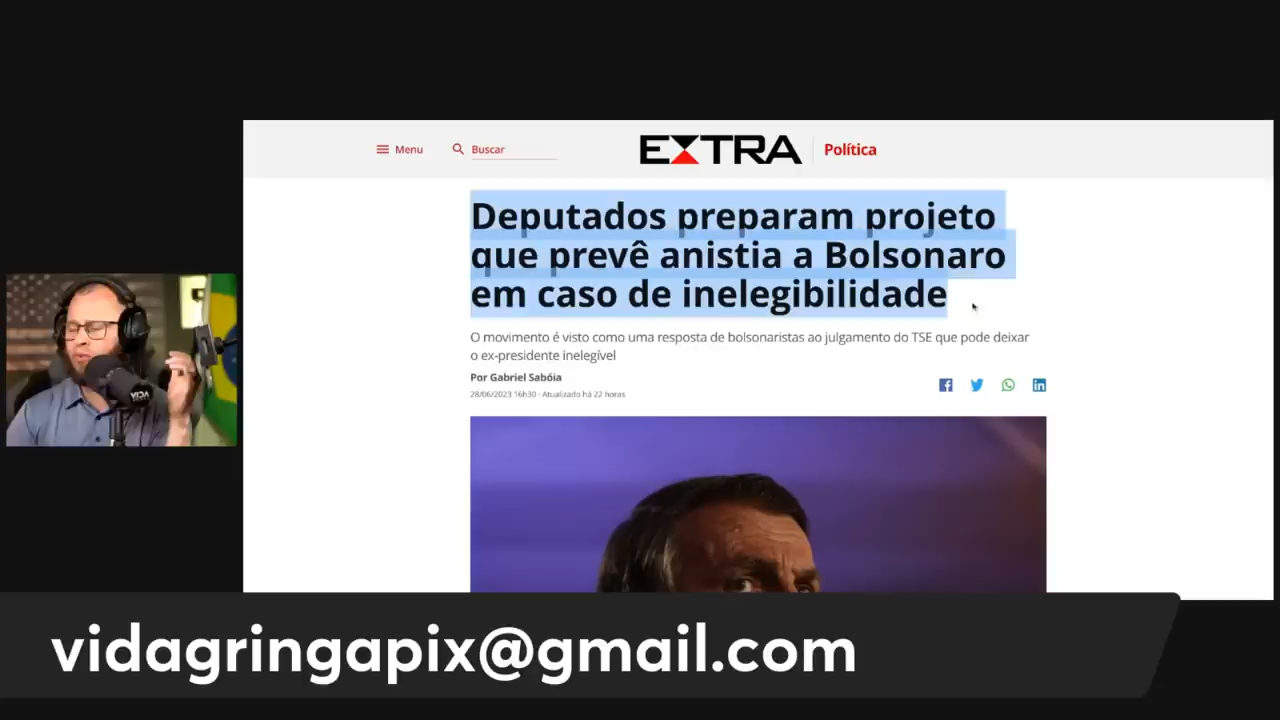 Menu
Buscar
EXTRA
Política
Deputados preparam projeto
que prevê anistia a Bolsonaro
em caso de inelegibilidade
O movimento é visto como uma resposta de bolsonaristas ao julgamento do TSE que pode deixar
o ex-presidente inelegível
Por Gabriel Sabóia
28/06/2023 16h30 · Atualizado há 22 horas
VIDA
vidagringapix@gmail.com